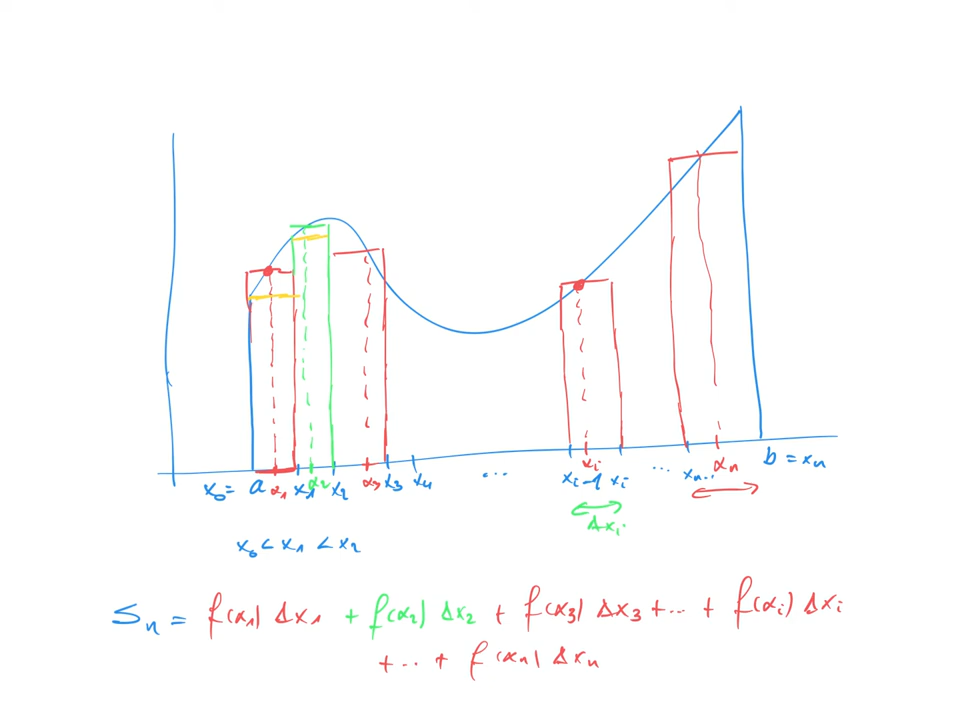 x₀ = a α₁ x₁ α₂ x₂ α₃ x₃ x₄ ... xᵢ₋₁ αᵢ xᵢ ... xₙ.. αₙ b = xₙ
Δxᵢ
x₀ < x₁ < x₂
Sₙ = f(α₁) Δx₁ + f(α₂) Δx₂ + f(α₃) Δx₃ + ... + f(αᵢ) Δxᵢ
+ ... + f(αₙ) Δxₙ